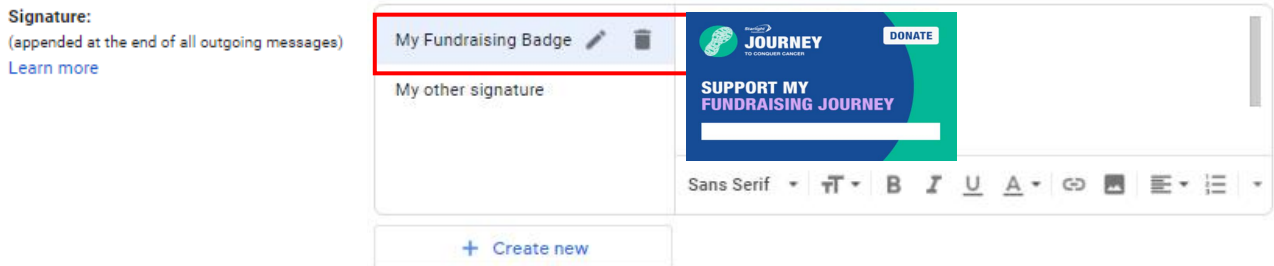 Signature:
(appended at the end of all outgoing messages)
Learn more
My Fundraising Badge
My other signature
JOURNEY
TO CONQUER CANCER
DONATE
SUPPORT MY
FUNDRAISING JOURNEY
Sans Serif
B I U A
+ Create new